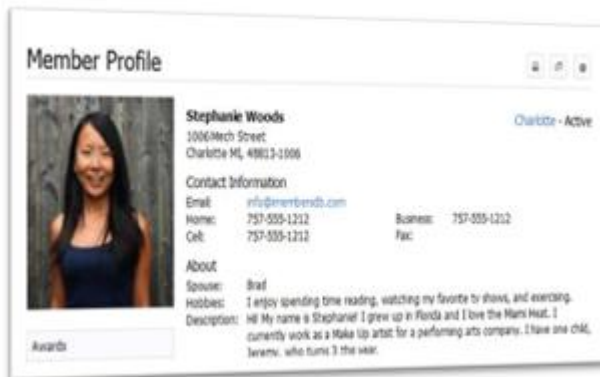 Member Profile
Stephanie Woods
Charlotte - Active
1006 Mech Street
Charlotte MI, 48813-1006
Contact Information
Email: info@membersdb.com
Home: 757-555-1212 Business: 757-555-1212
Cell: 757-555-1212 Fax:
About
Spouse: Brad
Hobbies: I enjoy spending time reading, watching my favorite tv shows, and exercising.
Description: Hi! My name is Stephanie! I grew up in Florida and I love the Miami Heat. I
currently work as a Make Up artist for a performing arts company. I have one child,
Jeremy, who turns 3 the year.
Awards